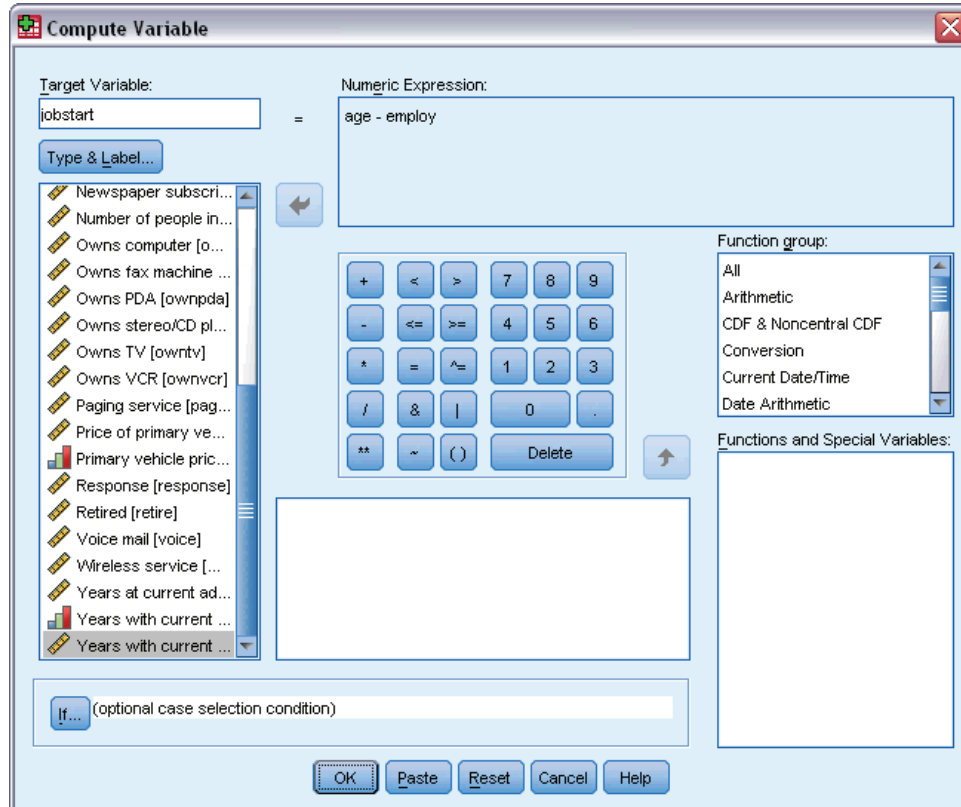 Compute Variable
Target Variable:
jobstart
=
Numeric Expression:
age - employ
Type & Label...
Newspaper subscri...
Number of people in...
Owns computer [o...
Owns fax machine ...
Owns PDA [ownpda]
Owns stereo/CD pl...
Owns TV [owntv]
Owns VCR [ownvcr]
Paging service [pag...
Price of primary ve...
Primary vehicle pric...
Response [response]
Retired [retire]
Voice mail [voice]
Wireless service [...
Years at current ad...
Years with current ...
Years with current ...
+ < > 7 8 9
- <= >= 4 5 6
* = ^= 1 2 3
/ & | 0 .
** ~ ( ) Delete
Function group:
All
Arithmetic
CDF & Noncentral CDF
Conversion
Current Date/Time
Date Arithmetic
Functions and Special Variables:
If... (optional case selection condition)
OK Paste Reset Cancel Help